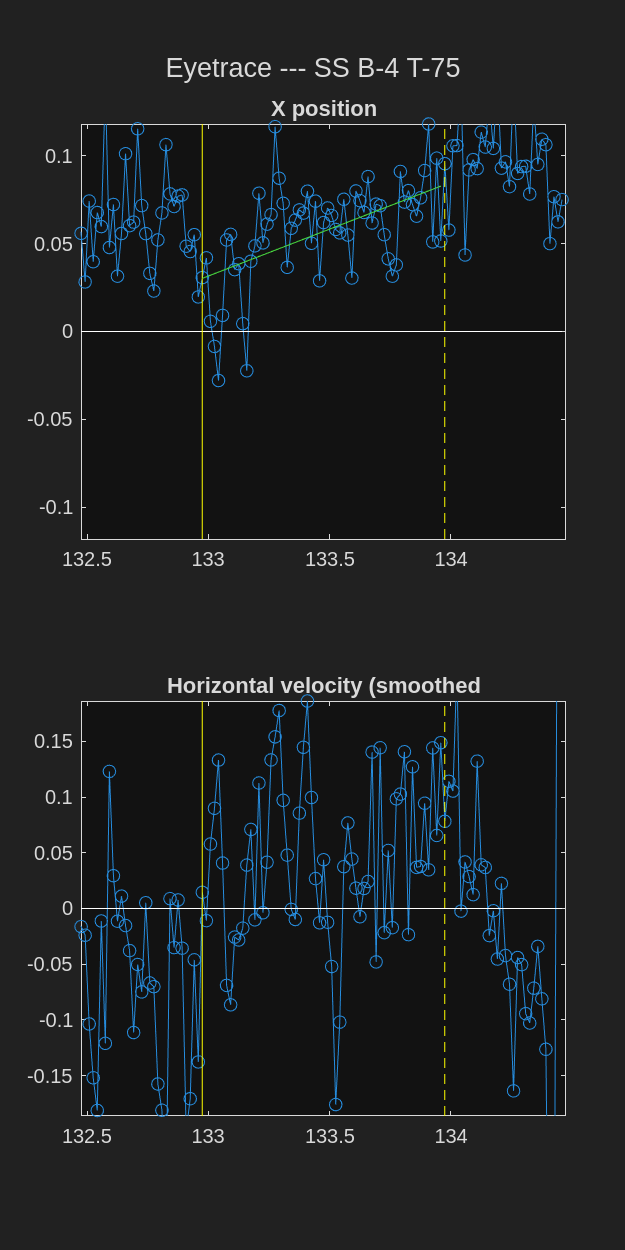 Eyetrace --- SS B-4 T-75
X position
0.1
0.05
0
-0.05
-0.1
132.5 133 133.5 134
Horizontal velocity (smoothed
0.15
0.1
0.05
0
-0.05
-0.1
-0.15
132.5 133 133.5 134